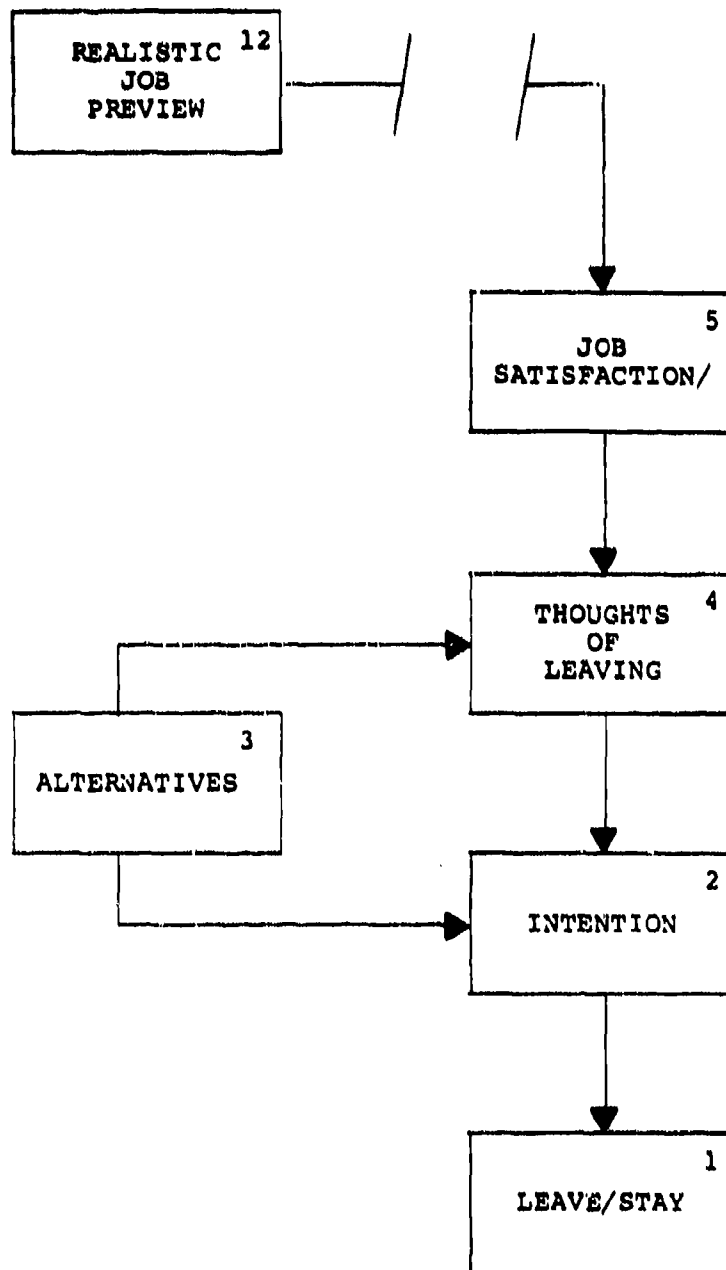 12
REALISTIC
JOB
PREVIEW
5
JOB
SATISFACTION/
4
THOUGHTS
OF
LEAVING
3
ALTERNATIVES
2
INTENTION
1
LEAVE/STAY